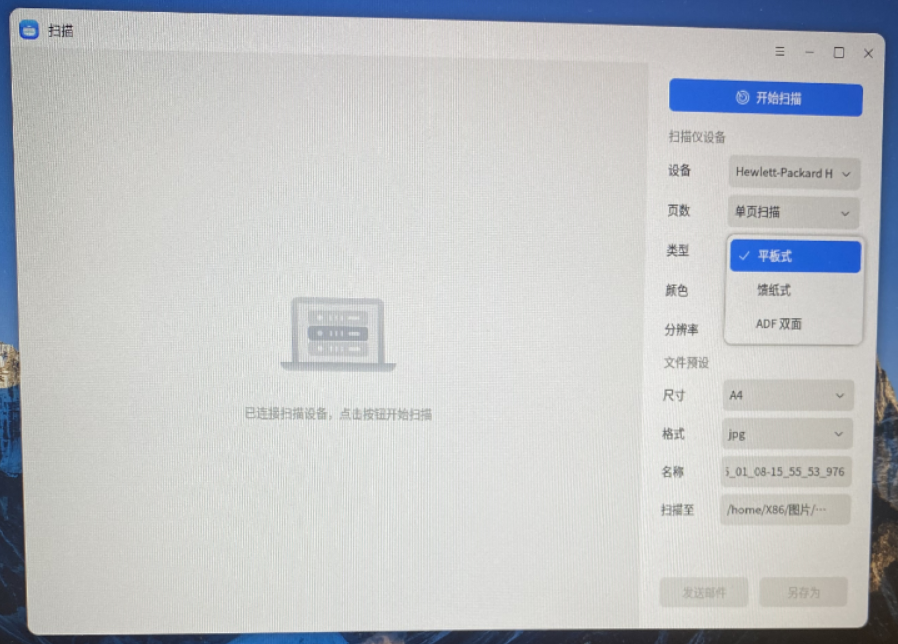 扫描
开始扫描
扫描仪设备
设备 Hewlett-Packard H
页数 单页扫描
类型 平板式
颜色 馈纸式
分辨率 ADF 双面
文件预设
尺寸 A4
格式 jpg
名称 5_01_08-15_55_53_976
扫描至 /home/X86/图片/···
已连接扫描设备，点击按钮开始扫描
发送邮件 另存为